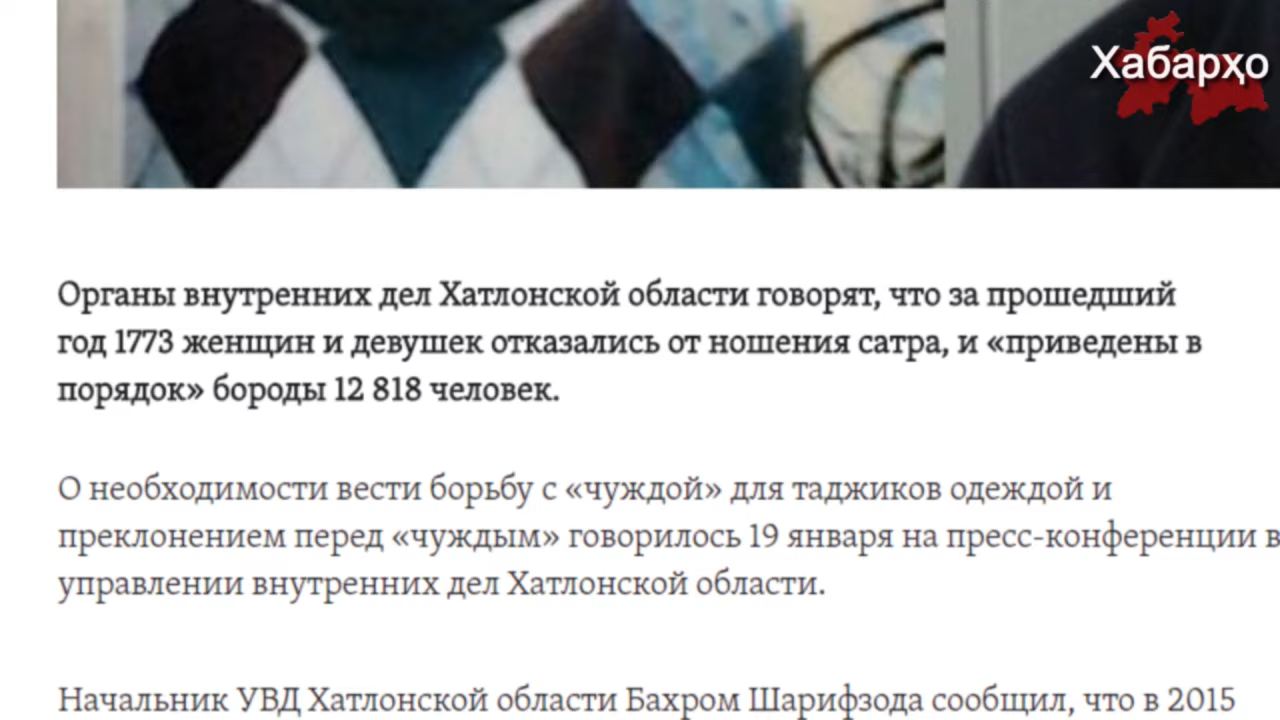 Хабарҳо
Органы внутренних дел Хатлонской области говорят, что за прошедший
год 1773 женщин и девушек отказались от ношения сатра, и «приведены в
порядок» бороды 12 818 человек.
О необходимости вести борьбу с «чуждой» для таджиков одеждой и
преклонением перед «чуждым» говорилось 19 января на пресс-конференции в
управлении внутренних дел Хатлонской области.
Начальник УВД Хатлонской области Бахром Шарифзода сообщил, что в 2015